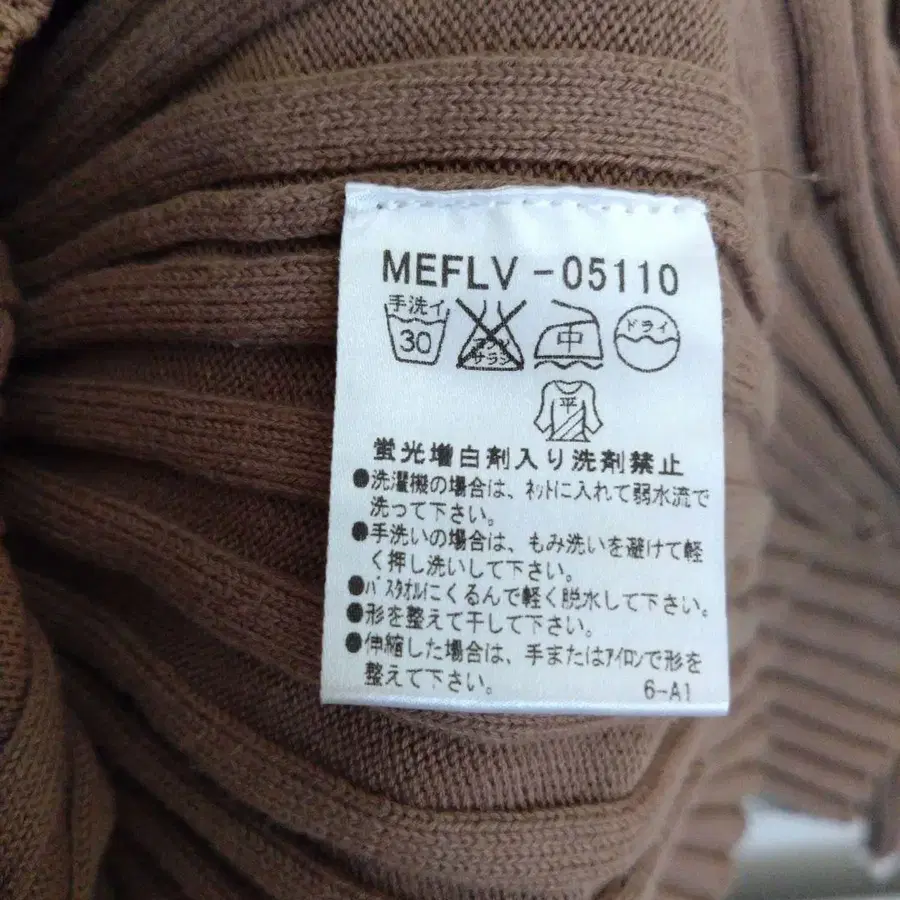 MEFLV-05110
手洗イ 30 エンソサラシ 中 ドライ
平
蛍光増白剤入り洗剤禁止
●洗濯機の場合は、ネットに入れて弱水流で
洗って下さい。
●手洗いの場合は、もみ洗いを避けて軽
く押し洗いして下さい。
●バスタオルにくるんで軽く脱水して下さい。
●形を整えて干して下さい。
●伸縮した場合は、手またはアイロンで形を
整えて下さい。
6-A1